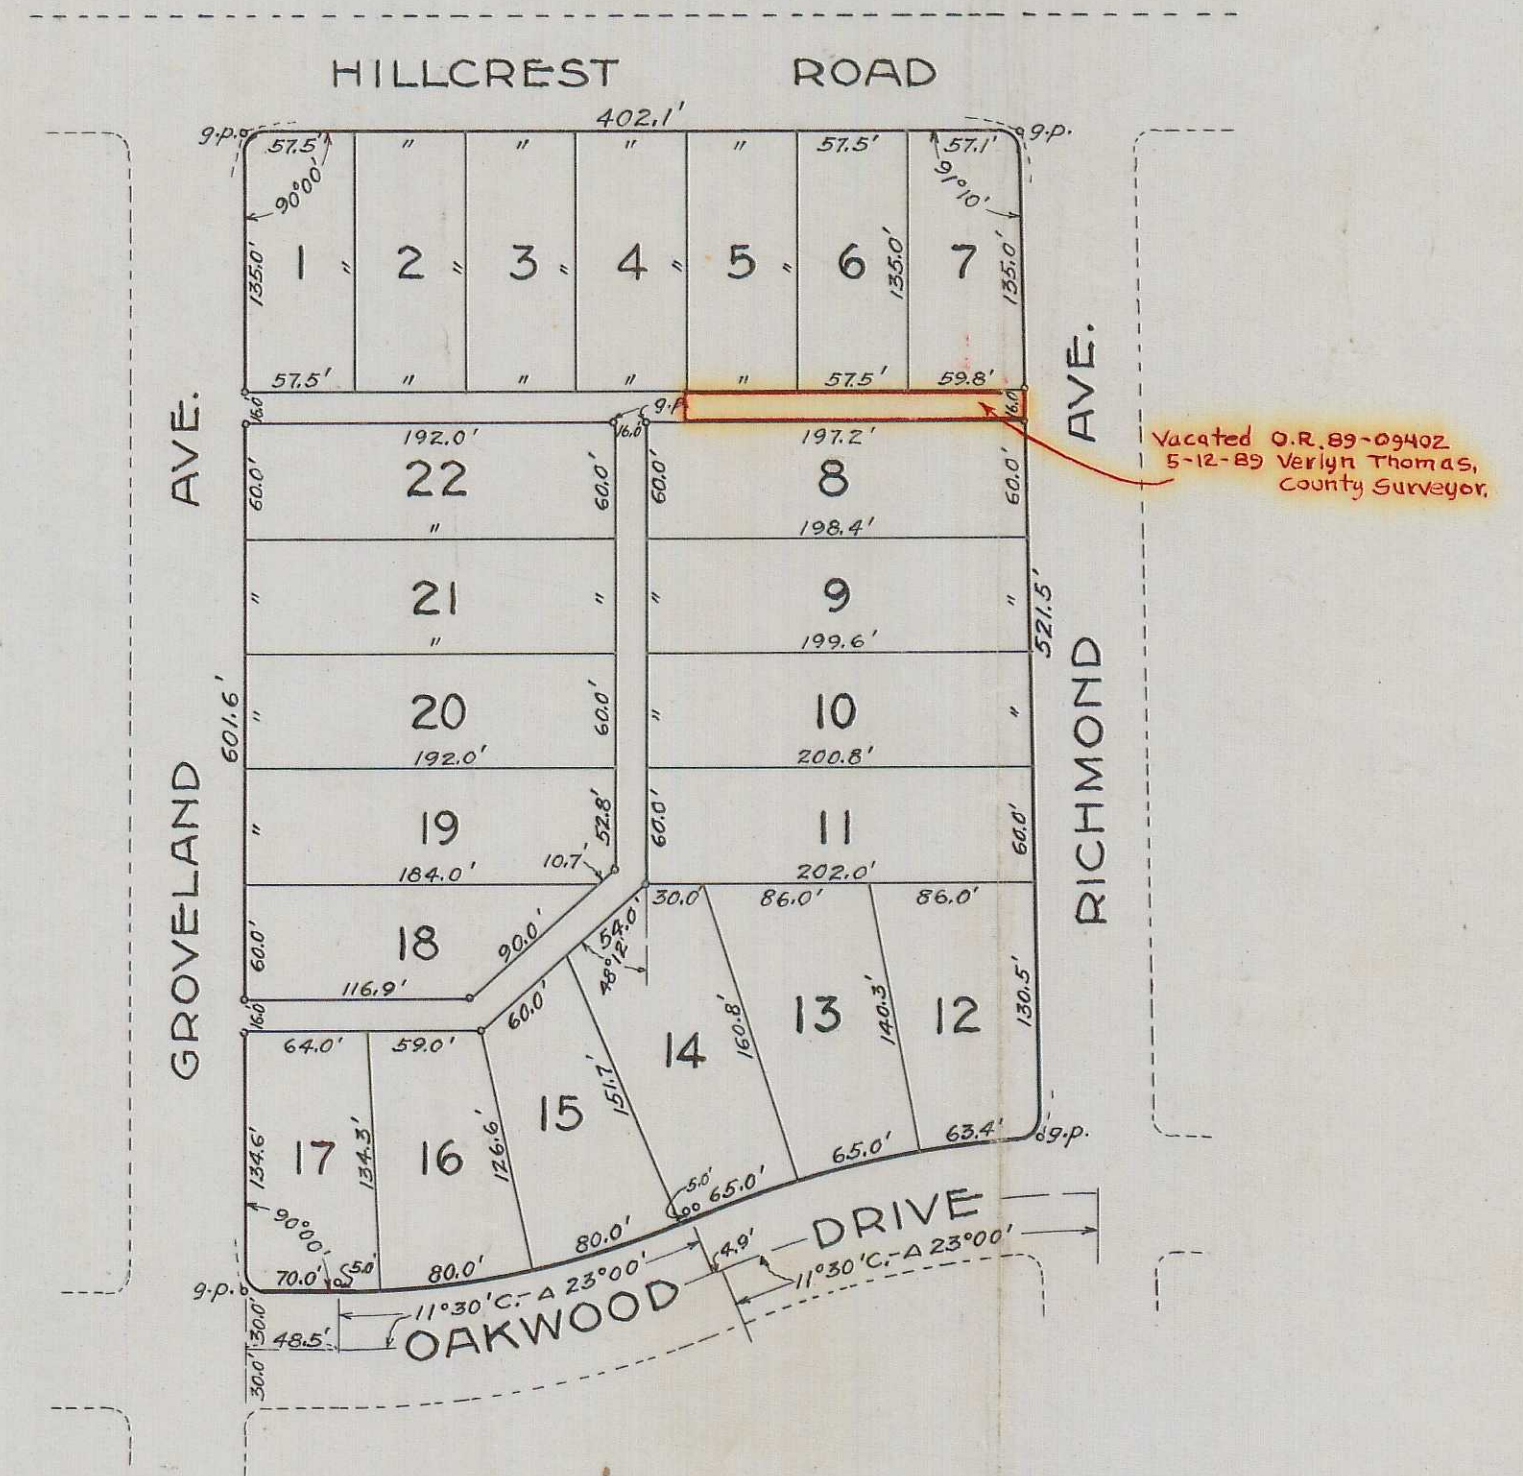 HILLCREST ROAD
402.1'
g.p. g.p.
57.5' " " " " 57.5' 57.1'
90°00' 91°10'
135.0' 1 " 2 " 3 " 4 " 5 " 6 135.0' 7 135.0'
57.5' " " " " 57.5' 59.8'
16.0' g.p. 16.0'
192.0' 16.0' 197.2'
Vacated O.R. 89-09402
5-12-89 Verlyn Thomas,
County Surveyor.
60.0' 22 60.0' 60.0' 8 60.0'
" 198.4'
" 21 " " 9 "
" 199.6'
521.5'
601.6'
" 20 60.0' " 10 "
192.0' 200.8'
" 19 52.8' 60.0' 11 60.0'
10.7'
184.0' 202.0'
30.0' 86.0' 86.0'
60.0' 18 90.0' 54.0'
48°12'
116.9'
16.0' 60.0'
64.0' 59.0'
14 160.8' 13 140.3' 12 130.5'
15 151.7'
134.6' 17 134.3' 16 126.6'
90°00'
63.4' g.p.
65.0'
5.0' 65.0'
80.0'
80.0'
g.p. 70.0' 5.0'
4.9'
11°30'C.-Δ 23°00'
11°30'C.-Δ 23°00'
30.0'
48.5'
30.0'
OAKWOOD DRIVE
GROVELAND AVE.
RICHMOND AVE.